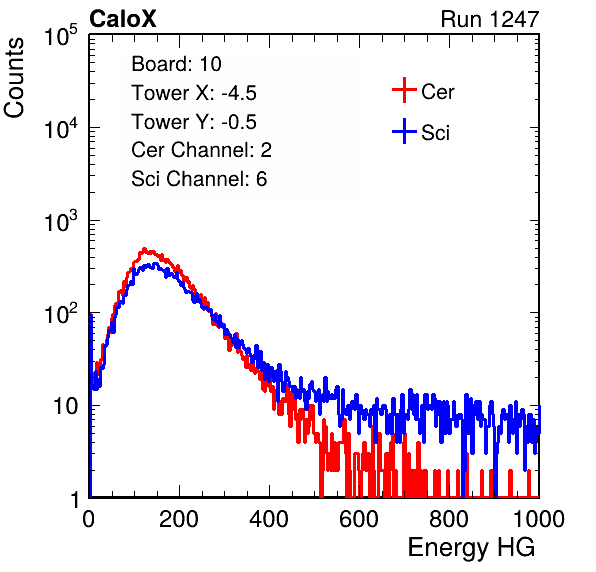 CaloX Run 1247
Counts
Board: 10
Tower X: -4.5
Tower Y: -0.5
Cer Channel: 2
Sci Channel: 6
Cer
Sci
10^5
10^4
10^3
10^2
10
1
0 200 400 600 800 1000
Energy HG